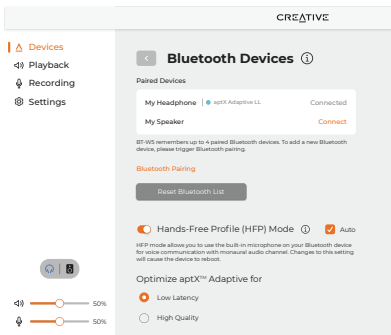 CREATIVE
Devices
Playback
Recording
Settings
50%
50%
Bluetooth Devices
Paired Devices
My Headphone aptX Adaptive LL Connected
My Speaker Connect
BT-W5 remembers up to 4 paired Bluetooth devices. To add a new Bluetooth
device, please trigger Bluetooth pairing.
Bluetooth Pairing
Reset Bluetooth List
Hands-Free Profile (HFP) Mode Auto
HFP mode allows you to use the built-in microphone on your Bluetooth device
for voice communication with monaural audio channel. Changes to this setting
will cause the device to reboot.
Optimize aptX™ Adaptive for
Low Latency
High Quality